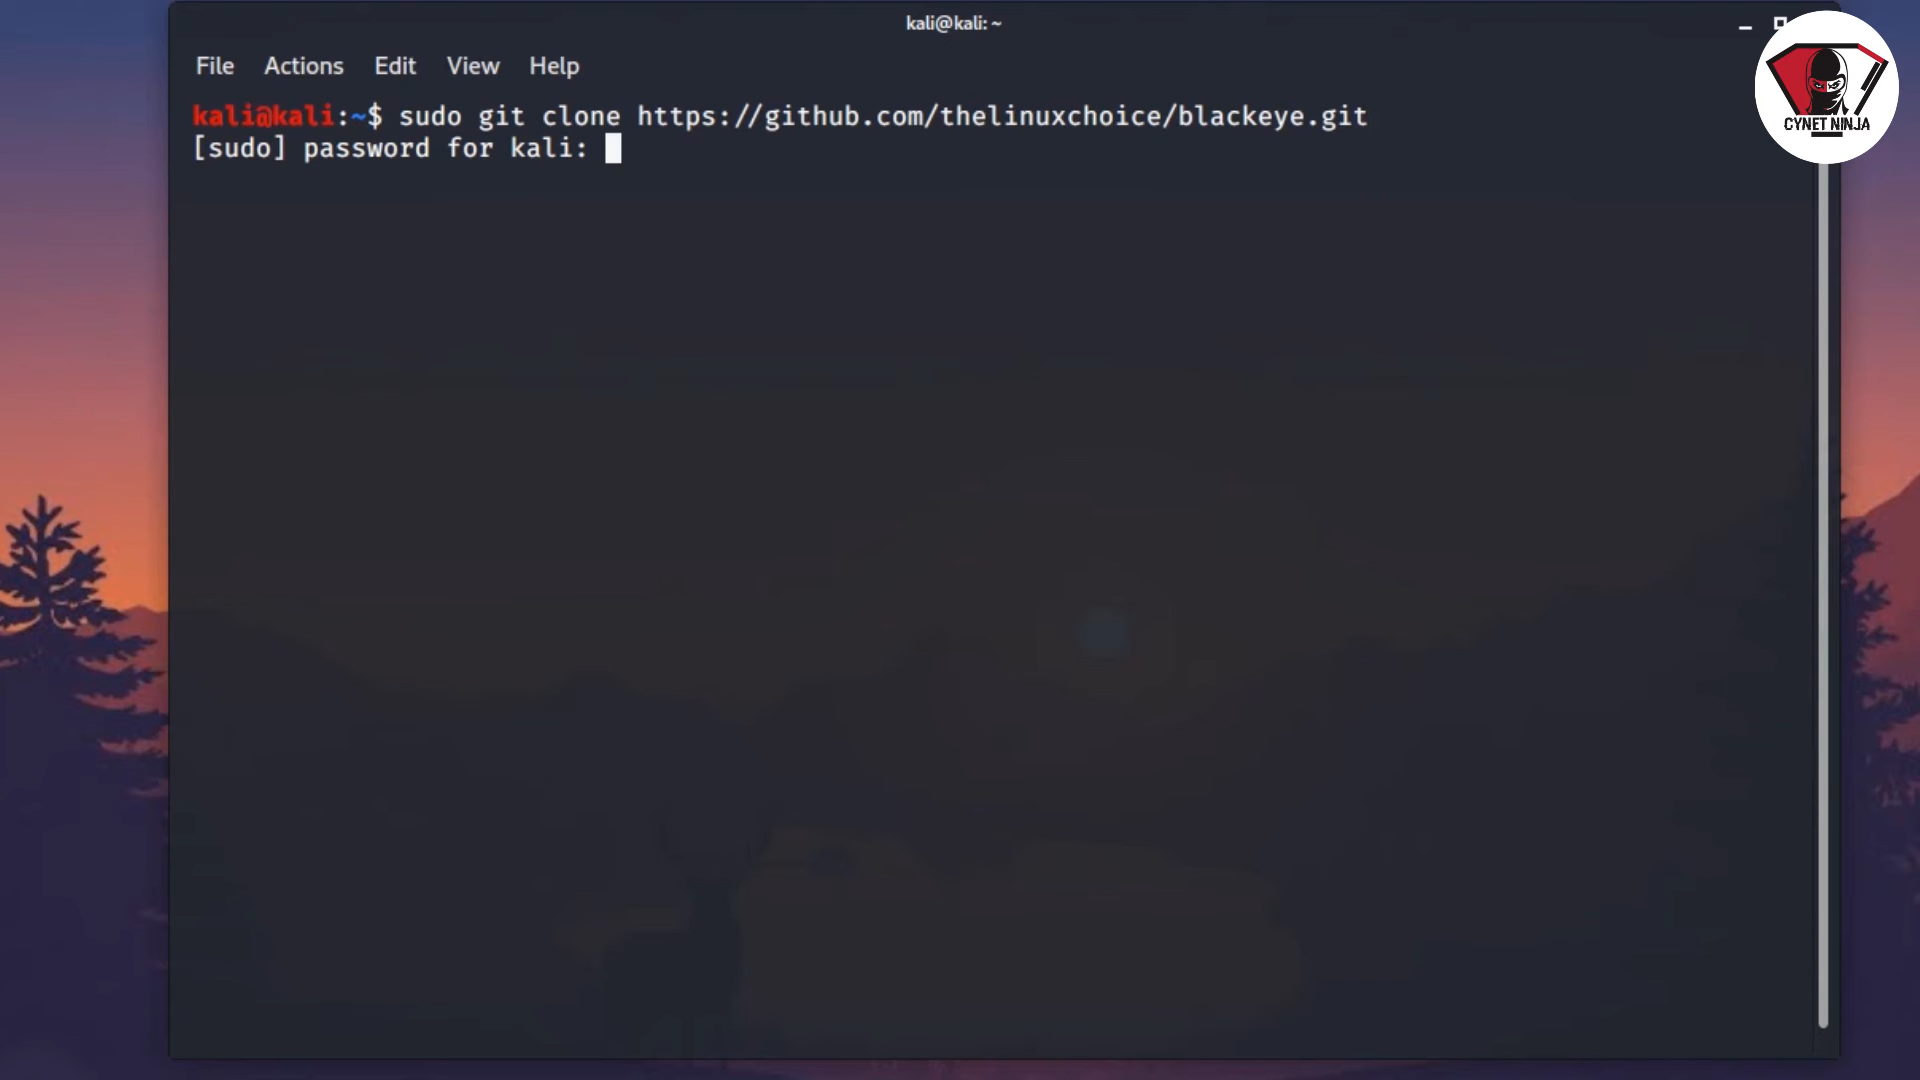 kali@kali: ~
File Actions Edit View Help
kali@kali:~$ sudo git clone https://github.com/thelinuxchoice/blackeye.git
[sudo] password for kali:
CYNET NINJA